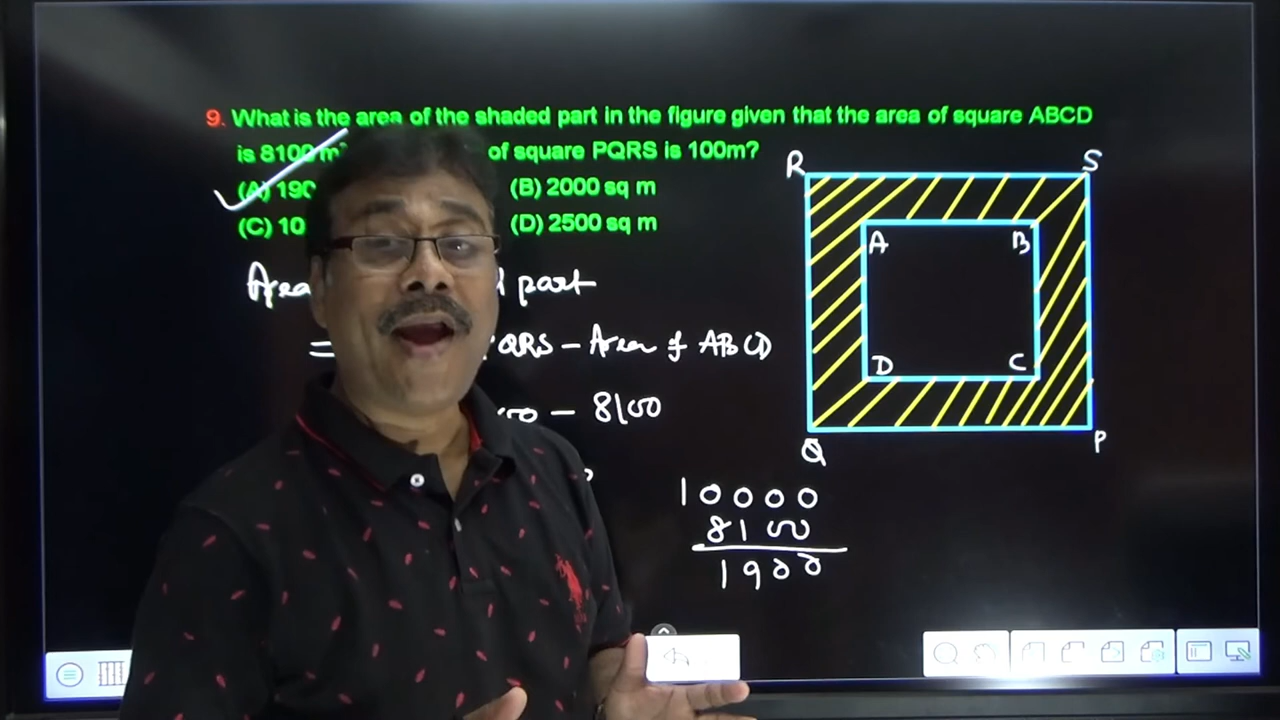 9. What is the area of the shaded part in the figure given that the area of square ABCD
is 8100 m² of square PQRS is 100m?
(A) 190 (B) 2000 sq m
(C) 10 (D) 2500 sq m
Area part
= QRS - Area of ABCD
- 8100
10000
8100
1900
R S
A B
D C
Q P